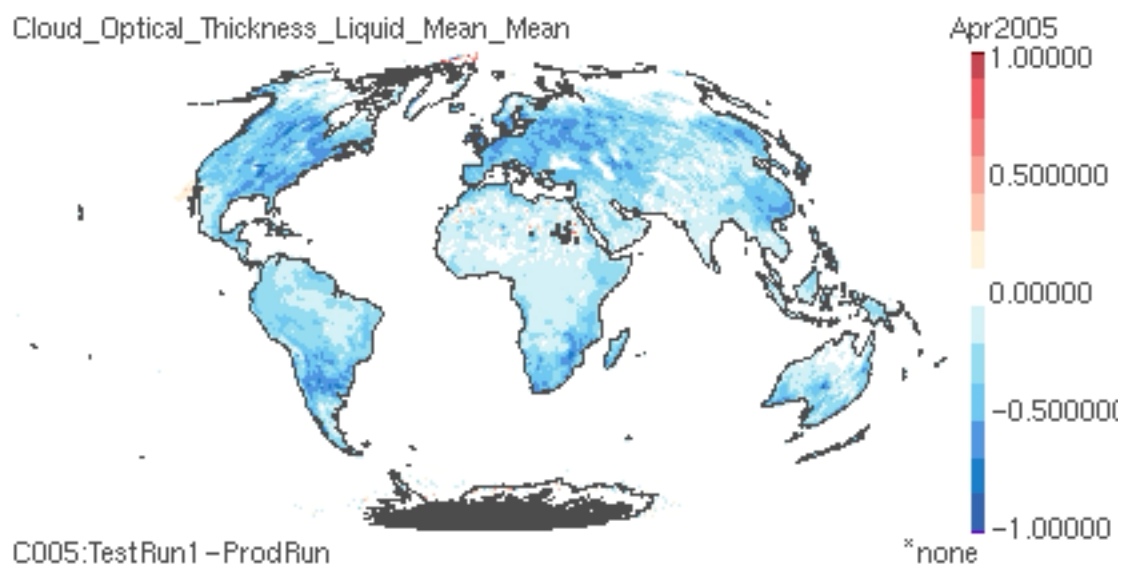 Cloud_Optical_Thickness_Liquid_Mean_Mean
Apr2005
1.00000
0.500000
0.00000
-0.500000
-1.00000
C005:TestRun1-ProdRun
*none